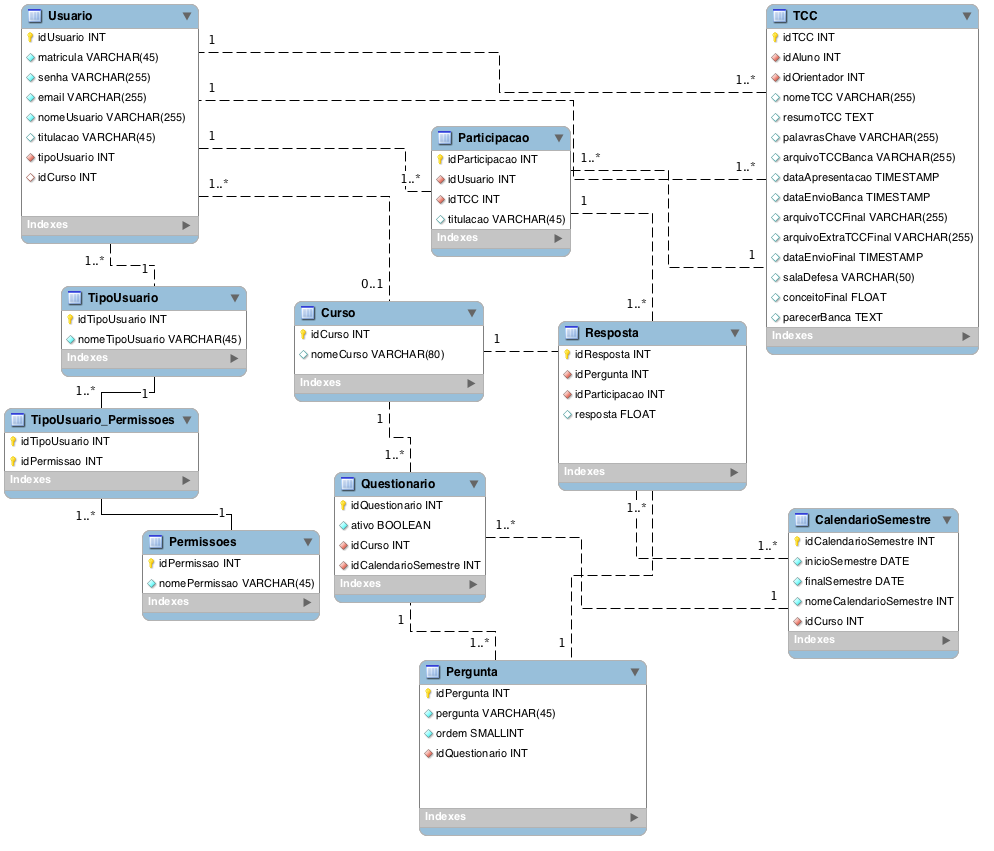 Usuario
idUsuario INT
matricula VARCHAR(45)
senha VARCHAR(255)
email VARCHAR(255)
nomeUsuario VARCHAR(255)
titulacao VARCHAR(45)
tipoUsuario INT
idCurso INT
Indexes
TCC
idTCC INT
idAluno INT
idOrientador INT
nomeTCC VARCHAR(255)
resumoTCC TEXT
palavrasChave VARCHAR(255)
arquivoTCCBanca VARCHAR(255)
dataApresentacao TIMESTAMP
dataEnvioBanca TIMESTAMP
arquivoTCCFinal VARCHAR(255)
arquivoExtraTCCFinal VARCHAR(255)
dataEnvioFinal TIMESTAMP
salaDefesa VARCHAR(50)
conceitoFinal FLOAT
parecerBanca TEXT
Indexes
1
1..*
1
1..*
1
1..*
1..*
0..1
Participacao
idParticipacao INT
idUsuario INT
idTCC INT
titulacao VARCHAR(45)
Indexes
1..*
1
1
1..*
1..*
1
TipoUsuario
idTipoUsuario INT
nomeTipoUsuario VARCHAR(45)
Indexes
1..*
1
TipoUsuario_Permissoes
idTipoUsuario INT
idPermissao INT
Indexes
1..*
1
Permissoes
idPermissao INT
nomePermissao VARCHAR(45)
Indexes
Curso
idCurso INT
nomeCurso VARCHAR(80)
Indexes
1
1
1..*
Resposta
idResposta INT
idPergunta INT
idParticipacao INT
resposta FLOAT
Indexes
1..*
1..*
1
Questionario
idQuestionario INT
ativo BOOLEAN
idCurso INT
idCalendarioSemestre INT
Indexes
1..*
1
1
1..*
CalendarioSemestre
idCalendarioSemestre INT
inicioSemestre DATE
finalSemestre DATE
nomeCalendarioSemestre INT
idCurso INT
Indexes
Pergunta
idPergunta INT
pergunta VARCHAR(45)
ordem SMALLINT
idQuestionario INT
Indexes